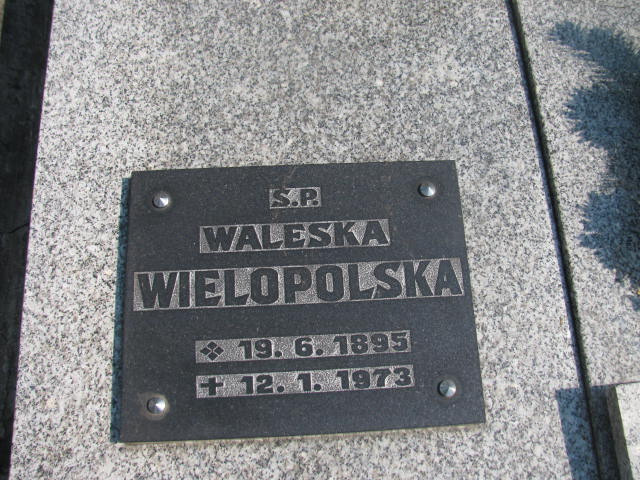 Ś.P.
WALESKA
WIELOPOLSKA
❖ 19. 6. 1895
+ 12. 1. 1973